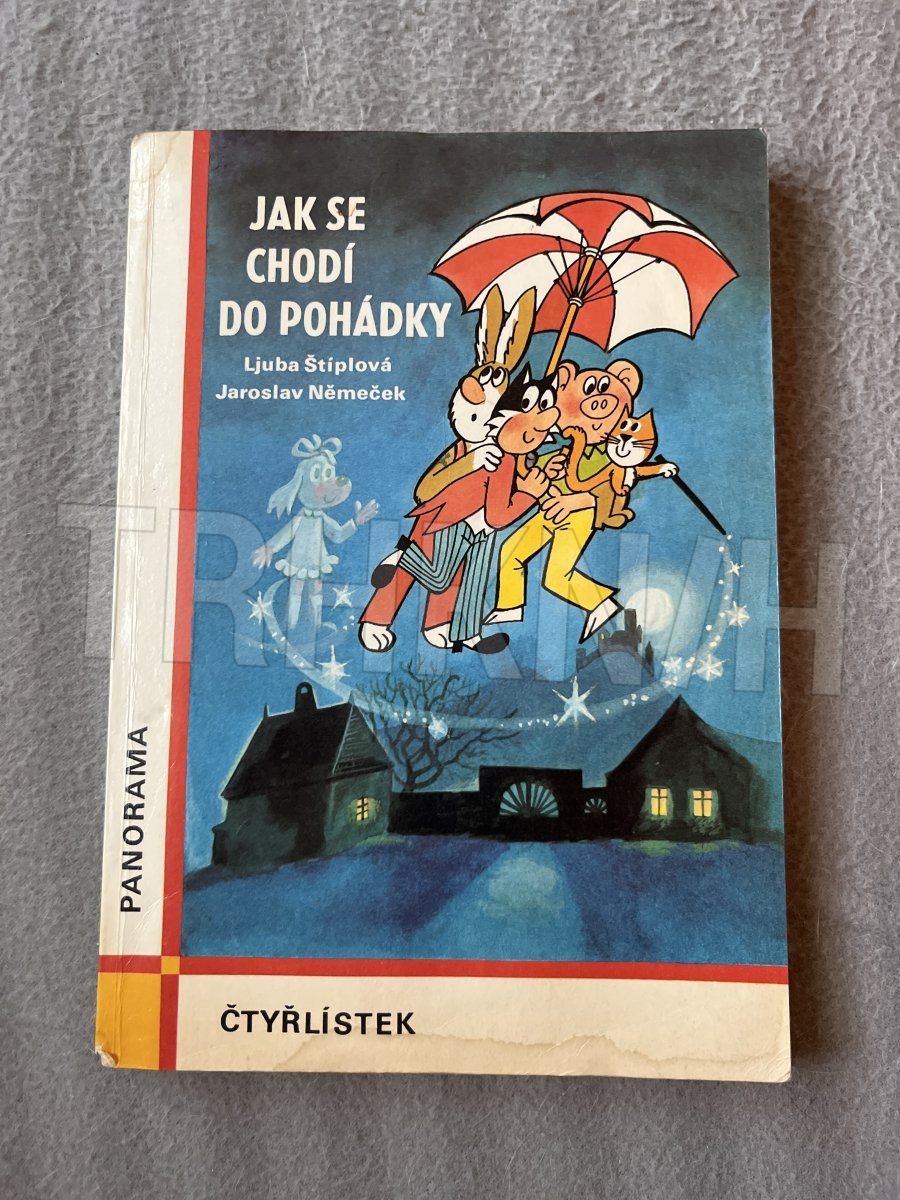 JAK SE
CHODÍ
DO POHÁDKY
Ljuba Štíplová
Jaroslav Němeček
PANORAMA
ČTYŘLÍSTEK